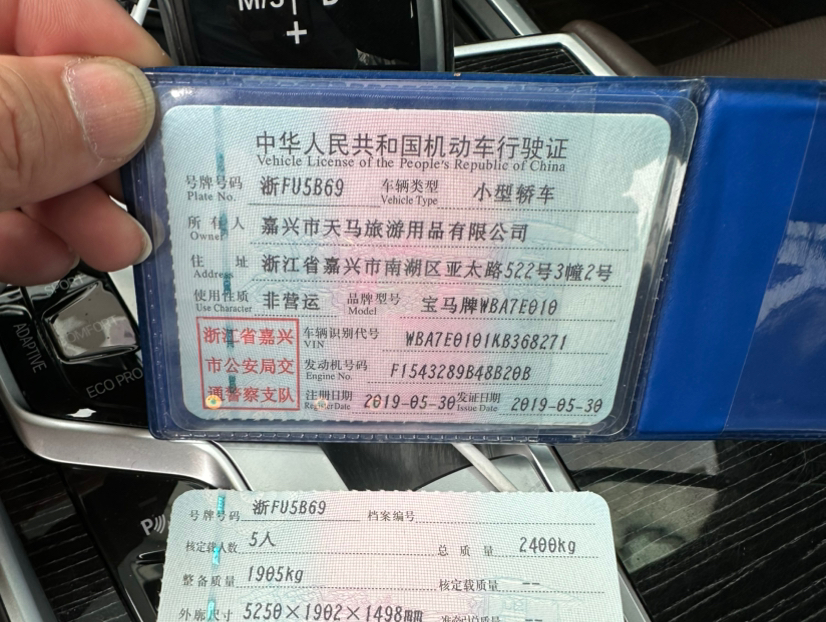 M/S D
+
中华人民共和国机动车行驶证
Vehicle License of the People's Republic of China
号牌号码 浙FU5B69 车辆类型 小型轿车
Plate No. Vehicle Type
所有人 嘉兴市天马旅游用品有限公司
Owner
住址 浙江省嘉兴市南湖区亚太路522号3幢2号
Address
使用性质 非营运 品牌型号 宝马牌WBA7E010
Use Character Model
浙江省嘉兴 车辆识别代号 WBA7E0101KB368271
VIN
市公安局交 发动机号码 F1543289B48B20B
Engine No.
通警察支队 注册日期 2019-05-30 发证日期 2019-05-30
Register Date Issue Date
SPORT
COMFORT
ADAPTIVE
ECO PRO
P
号牌号码 浙FU5B69 档案编号
核定载人数 5人 总质量 2400kg
整备质量 1905kg 核定载质量 --
外廓尺寸 5250×1902×1498mm --